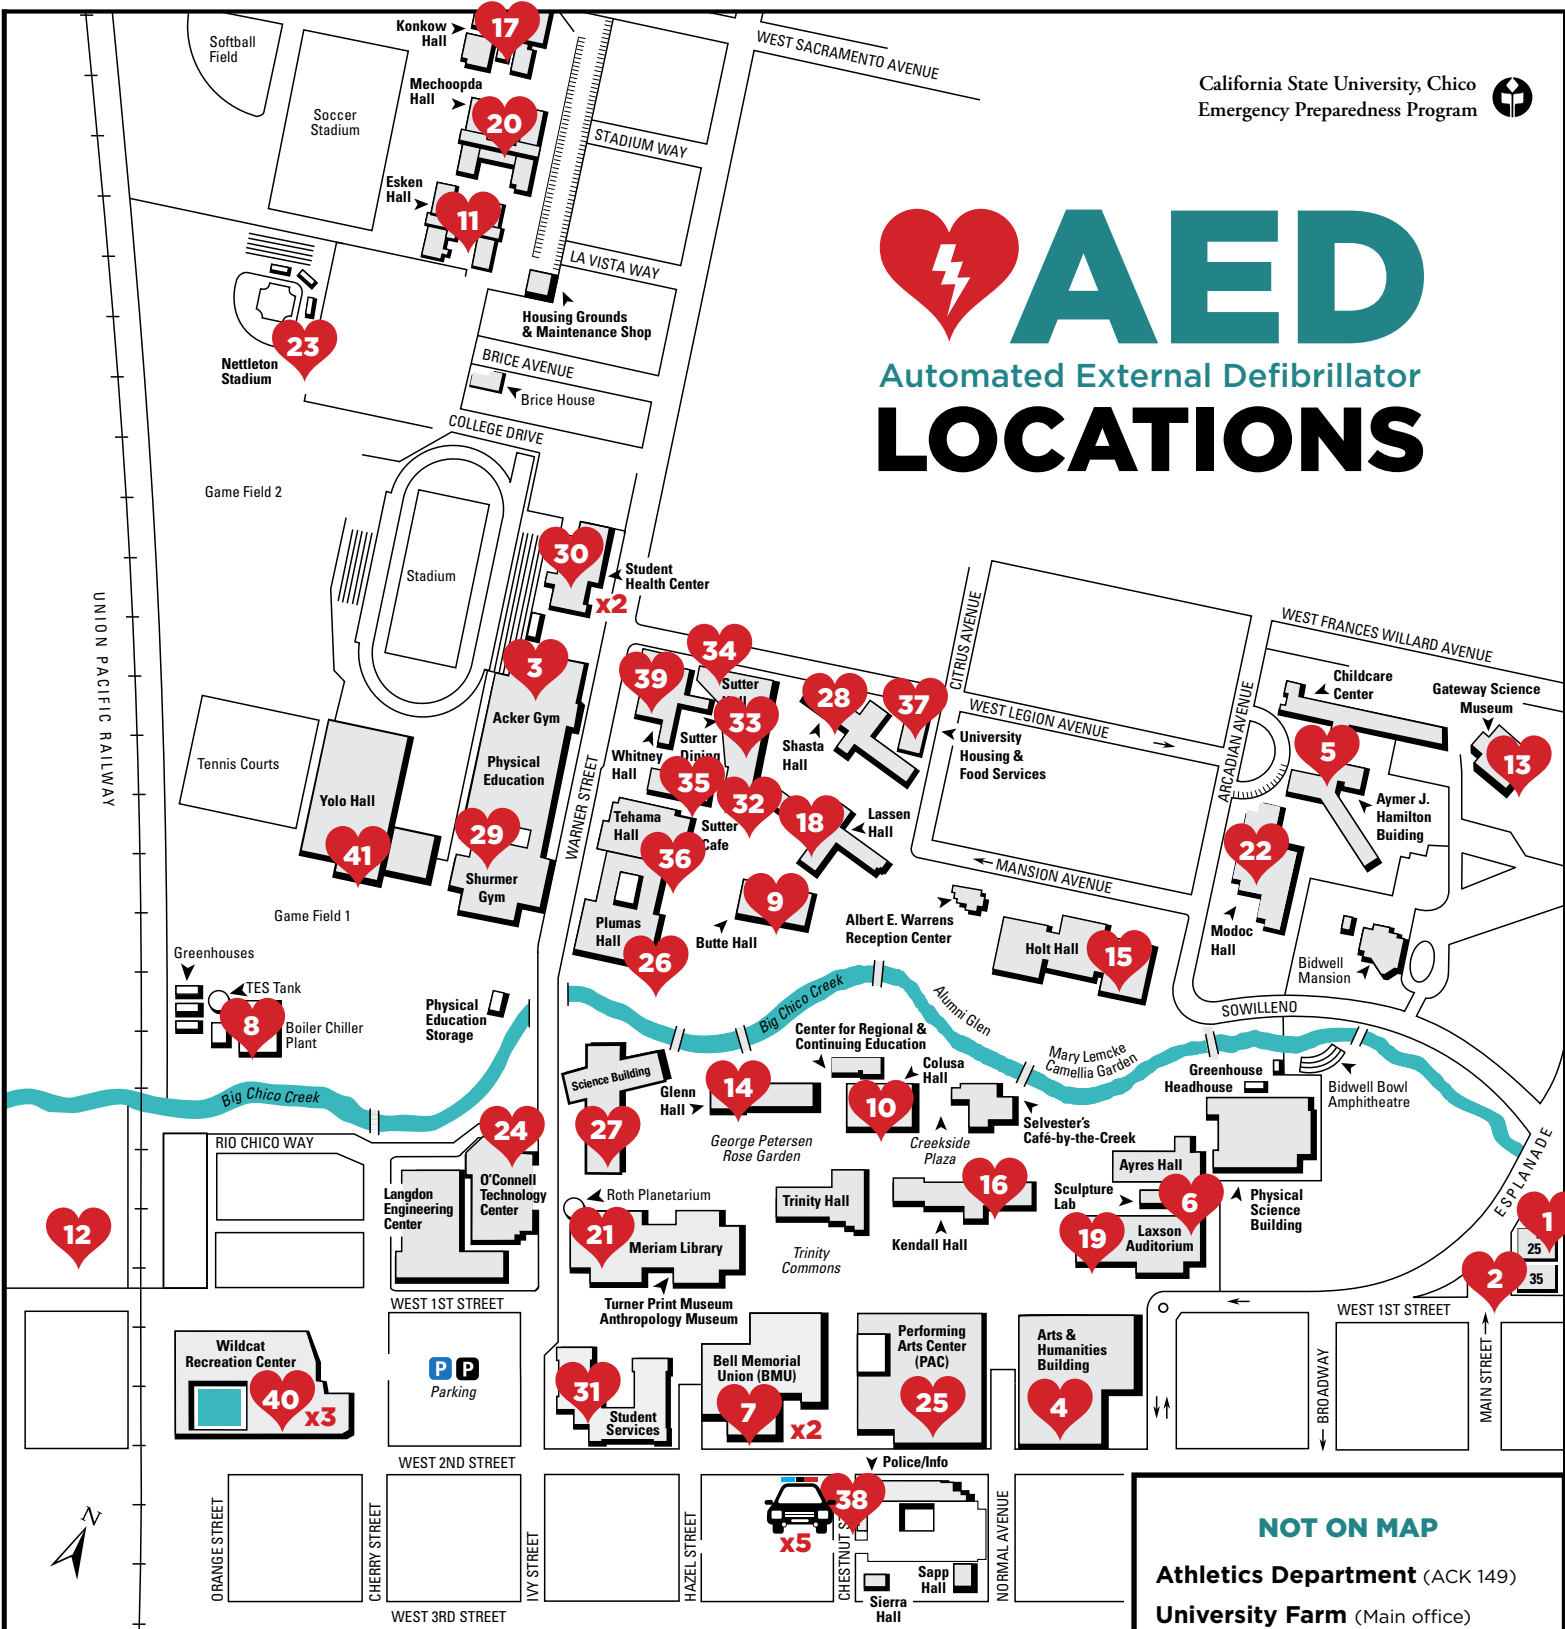 California State University, Chico
Emergency Preparedness Program
AED
Automated External Defibrillator
LOCATIONS
Softball
Field
Konkow
Hall
17
WEST SACRAMENTO AVENUE
Mechoopda
Hall
20
Soccer
Stadium
STADIUM WAY
Esken
Hall
11
LA VISTA WAY
Housing Grounds
& Maintenance Shop
23
Nettleton
Stadium
BRICE AVENUE
Brice House
COLLEGE DRIVE
Game Field 2
Stadium
30
Student
Health Center
x2
UNION PACIFIC RAILWAY
CITRUS AVENUE
WEST FRANCES WILLARD AVENUE
3
Acker Gym
39
34
Sutter
33
28
37
Childcare
Center
Gateway Science
Museum
WEST LEGION AVENUE
ARCADIAN AVENUE
Tennis Courts
Physical
Education
WARNER STREET
Whitney
Hall
Sutter
Dining
Shasta
Hall
University
Housing &
Food Services
5
13
Yolo Hall
35
32
18
Lassen
Hall
Aymer J.
Hamilton
Buiding
41
29
Tehama
Hall
Sutter
Cafe
36
22
Shurmer
Gym
MANSION AVENUE
Game Field 1
9
Plumas
Hall
Butte Hall
Albert E. Warrens
Reception Center
Holt Hall
15
Modoc
Hall
Bidwell
Mansion
26
Greenhouses
TES Tank
8
Boiler Chiller
Plant
Physical
Education
Storage
Big Chico Creek
Alumni Glen
SOWILLENO
Center for Regional &
Continuing Education
Mary Lemcke
Camellia Garden
Science Building
Glenn
Hall
14
Colusa
Hall
10
Greenhouse
Headhouse
Bidwell Bowl
Amphitheatre
Big Chico Creek
Selvester's
Café-by-the-Creek
RIO CHICO WAY
24
27
George Petersen
Rose Garden
Creekside
Plaza
Ayres Hall
ESPLANADE
Langdon
Engineering
Center
O'Connell
Technology
Center
Roth Planetarium
Trinity Hall
16
Sculpture
Lab
6
Physical
Science
Building
12
21
Meriam Library
Kendall Hall
19
Laxson
Auditorium
1
25
Trinity
Commons
2
35
WEST 1ST STREET
Turner Print Museum
Anthropology Museum
WEST 1ST STREET
Wildcat
Recreation Center
40
x3
P P
Parking
31
Student
Services
Bell Memorial
Union (BMU)
7
x2
Performing
Arts Center
(PAC)
25
Arts &
Humanities
Building
4
BROADWAY
MAIN STREET
WEST 2ND STREET
Police/Info
38
x5
N
ORANGE STREET
CHERRY STREET
IVY STREET
HAZEL STREET
CHESTNUT S
NORMAL AVENUE
Sapp
Hall
Sierra
Hall
WEST 3RD STREET
NOT ON MAP
Athletics Department (ACK 149)
University Farm (Main office)